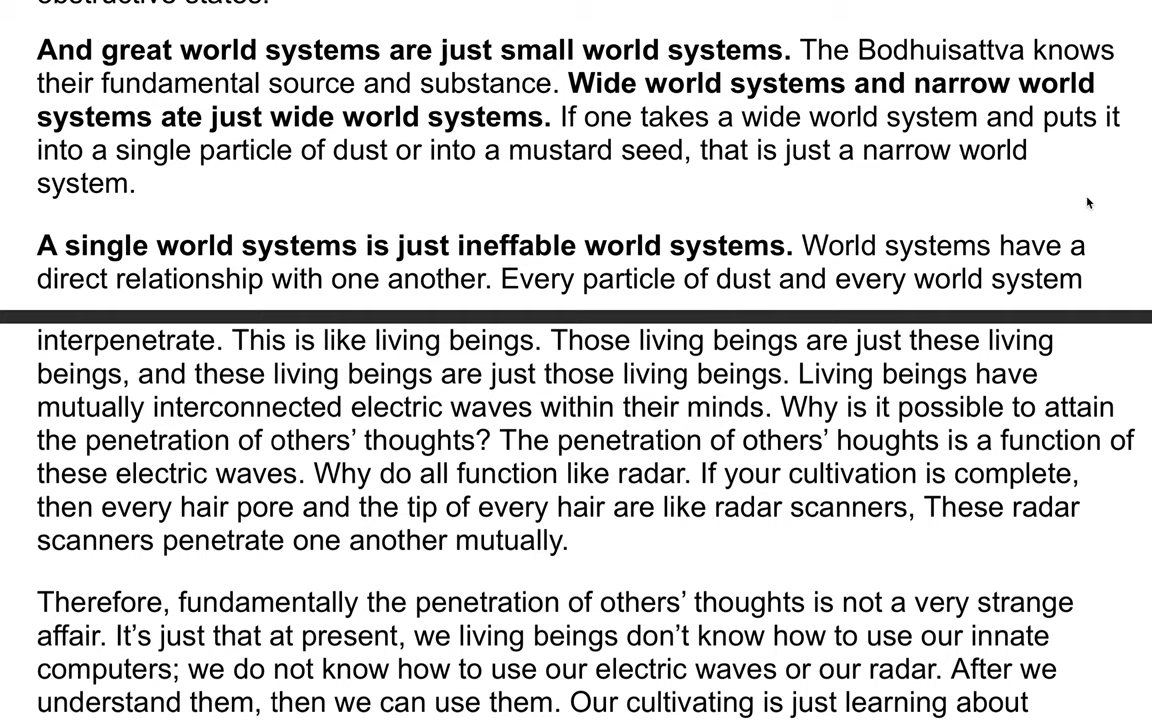 obstructive states.
And great world systems are just small world systems. The Bodhuisattva knows
their fundamental source and substance. Wide world systems and narrow world
systems ate just wide world systems. If one takes a wide world system and puts it
into a single particle of dust or into a mustard seed, that is just a narrow world
system.
A single world systems is just ineffable world systems. World systems have a
direct relationship with one another. Every particle of dust and every world system
interpenetrate. This is like living beings. Those living beings are just these living
beings, and these living beings are just those living beings. Living beings have
mutually interconnected electric waves within their minds. Why is it possible to attain
the penetration of others’ thoughts? The penetration of others’ houghts is a function of
these electric waves. Why do all function like radar. If your cultivation is complete,
then every hair pore and the tip of every hair are like radar scanners, These radar
scanners penetrate one another mutually.
Therefore, fundamentally the penetration of others’ thoughts is not a very strange
affair. It’s just that at present, we living beings don’t know how to use our innate
computers; we do not know how to use our electric waves or our radar. After we
understand them, then we can use them. Our cultivating is just learning about